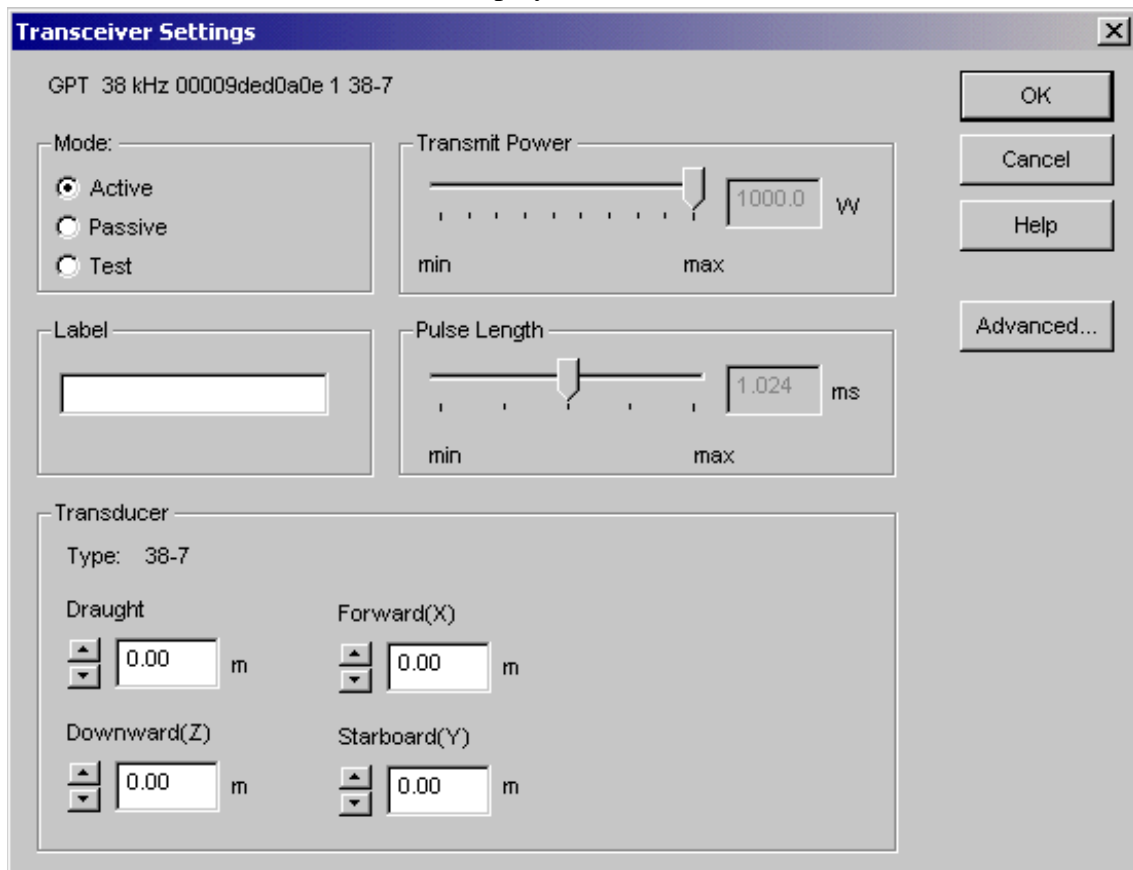 Transceiver Settings
GPT 38 kHz 00009ded0a0e 1 38-7
OK
Mode:
Active
Passive
Test
Transmit Power
1000.0 W
min max
Cancel
Help
Label
Pulse Length
1.024 ms
min max
Advanced...
Transducer
Type: 38-7
Draught Forward(X)
0.00 m 0.00 m
Downward(Z) Starboard(Y)
0.00 m 0.00 m